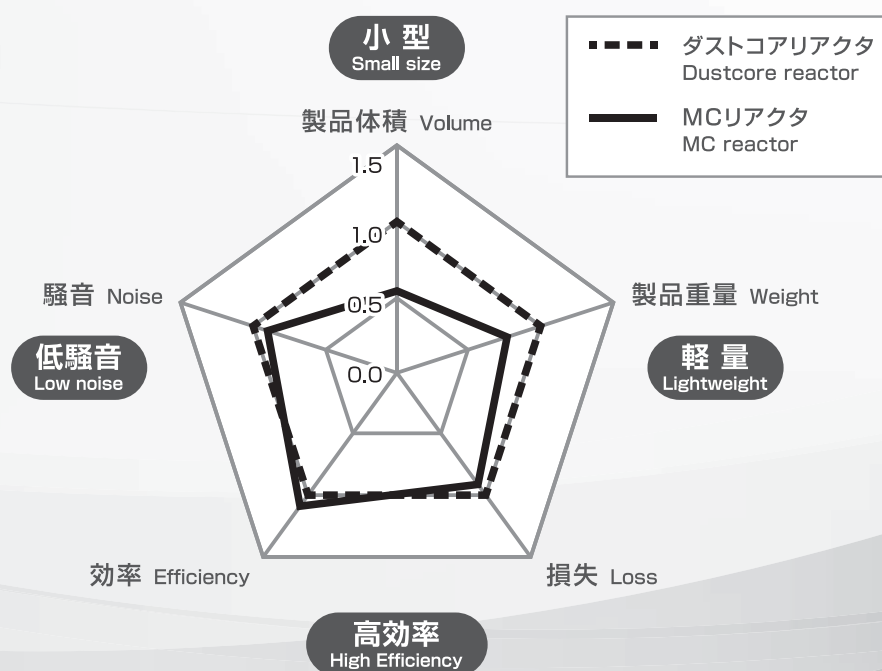 小型
Small size
ダストコアリアクタ
Dustcore reactor
MCリアクタ
MC reactor
製品体積 Volume
1.5
1.0
0.5
0.0
騒音 Noise
低騒音
Low noise
製品重量 Weight
軽量
Lightweight
効率 Efficiency
損失 Loss
高効率
High Efficiency